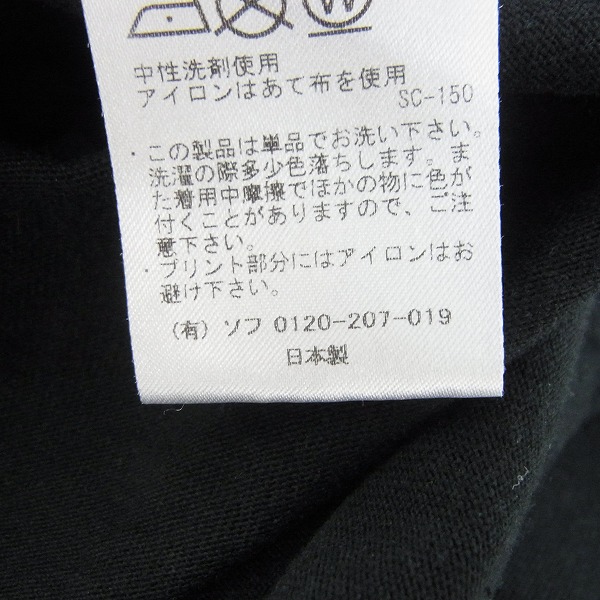 W
中性洗剤使用
アイロンはあて布を使用
SC-150
・この製品は単品でお洗い下さい。
洗濯の際多少色落ちします。ま
た着用中摩擦でほかの物に色が
付くことがありますので、ご注
意下さい。
・プリント部分にはアイロンはお
避け下さい。
(有) ソフ 0120-207-019
日本製